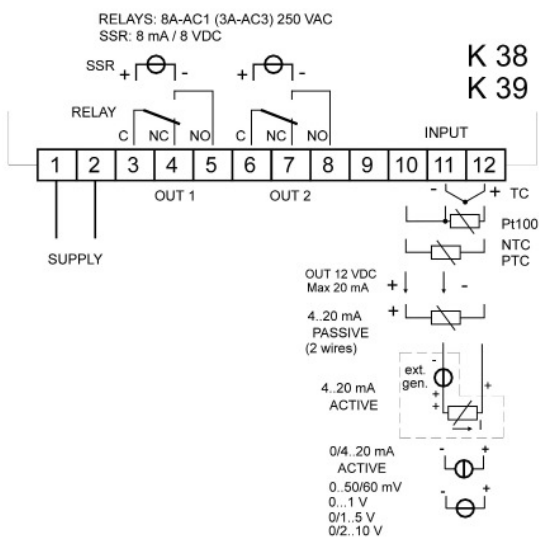 RELAYS: 8A-AC1 (3A-AC3) 250 VAC
SSR: 8 mA / 8 VDC
K 38
K 39
SSR + - + -
RELAY
C NC NO C NC NO
INPUT
1 2 3 4 5 6 7 8 9 10 11 12
OUT 1
OUT 2
- + TC
Pt100
SUPPLY
NTC
PTC
OUT 12 VDC
Max 20 mA
+ -
4..20 mA
PASSIVE
(2 wires)
+
-
ext.
gen.
+
+
+
4..20 mA
ACTIVE
I
0/4..20 mA
ACTIVE
- +
0..50/60 mV
0...1 V
0/1..5 V
0/2..10 V
- +